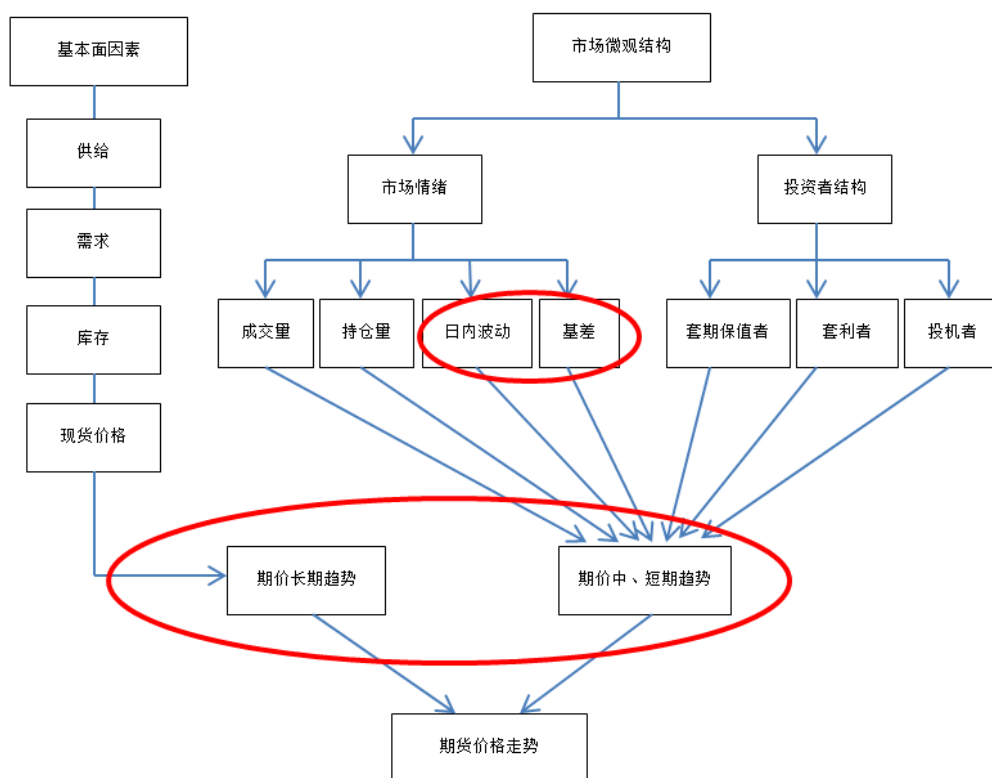 基本面因素
市场微观结构
供给
市场情绪
投资者结构
需求
成交量
持仓量
日内波动
基差
套期保值者
套利者
投机者
库存
现货价格
期价长期趋势
期价中、短期趋势
期货价格走势